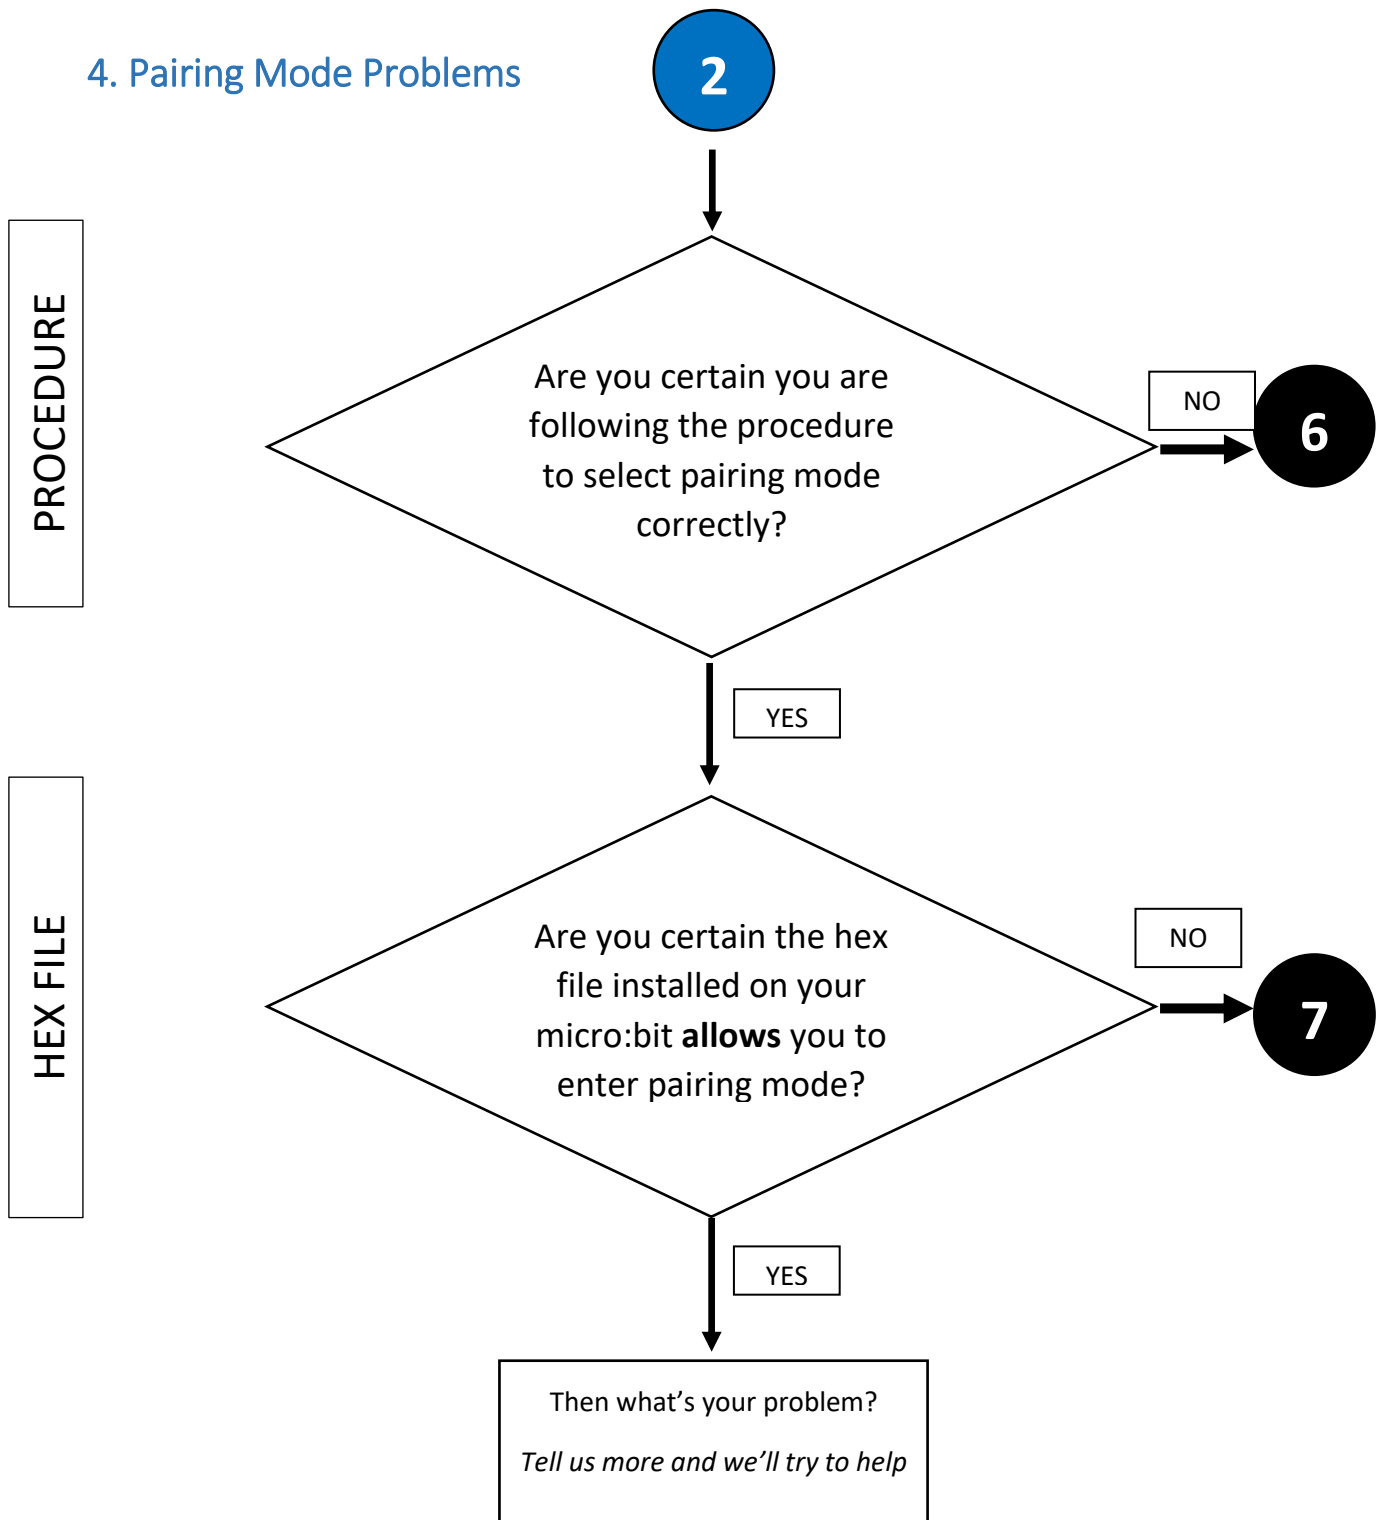 4. Pairing Mode Problems
2
PROCEDURE
Are you certain you are
following the procedure
to select pairing mode
correctly?
NO
6
YES
HEX FILE
Are you certain the hex
file installed on your
micro:bit allows you to
enter pairing mode?
NO
7
YES
Then what’s your problem?
Tell us more and we’ll try to help